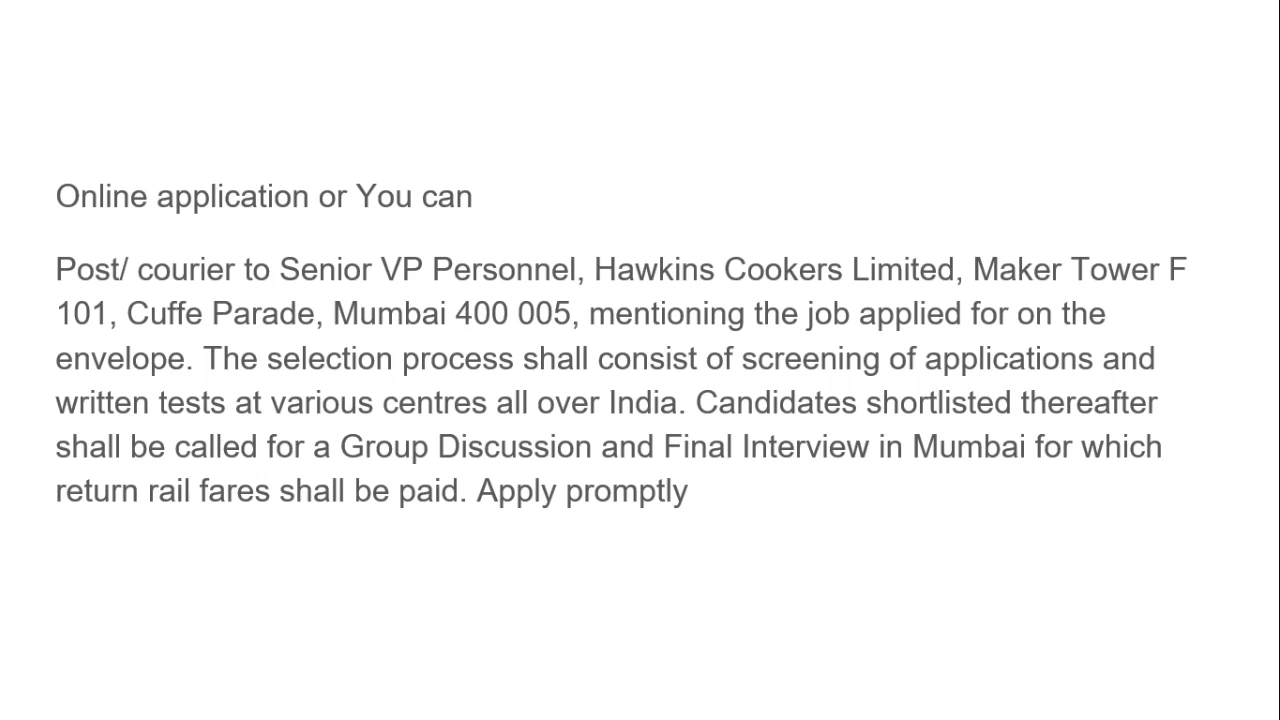 Online application or You can
Post/ courier to Senior VP Personnel, Hawkins Cookers Limited, Maker Tower F
101, Cuffe Parade, Mumbai 400 005, mentioning the job applied for on the
envelope. The selection process shall consist of screening of applications and
written tests at various centres all over India. Candidates shortlisted thereafter
shall be called for a Group Discussion and Final Interview in Mumbai for which
return rail fares shall be paid. Apply promptly